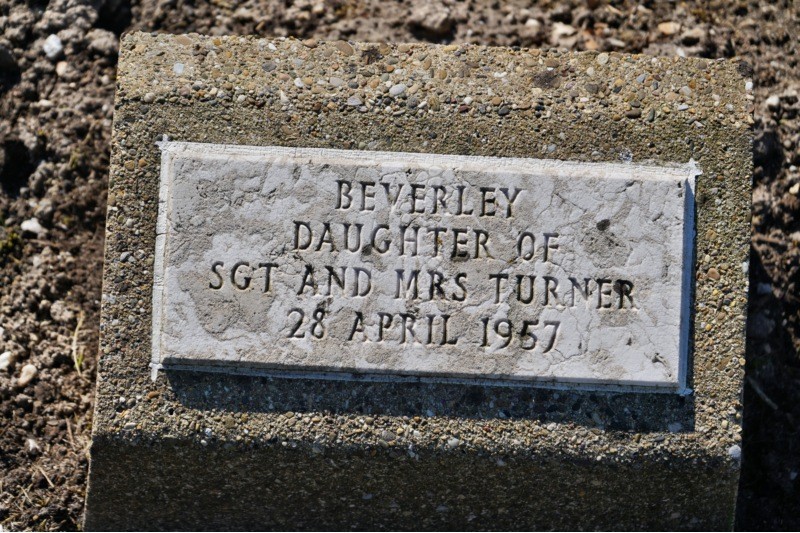 BEVERLEY
DAUGHTER OF
SGT AND MRS TURNER
28 APRIL 1957